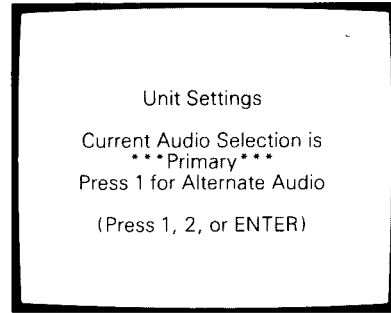 Unit Settings
Current Audio Selection is
***Primary***
Press 1 for Alternate Audio
(Press 1, 2, or ENTER)